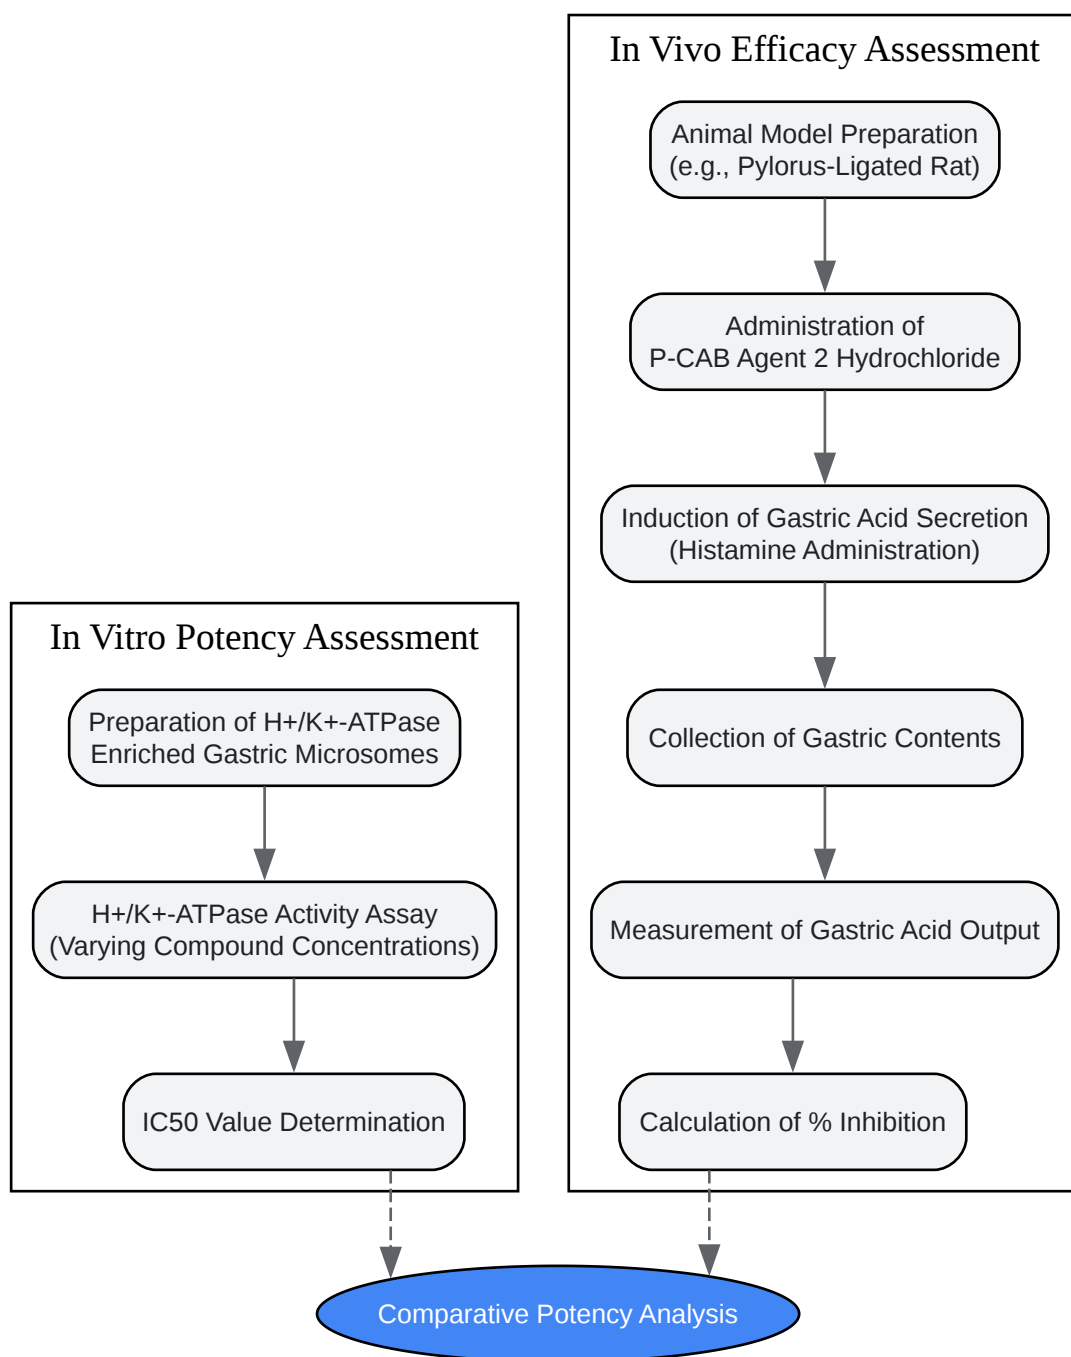 In Vivo Efficacy Assessment
Animal Model Preparation
(e.g., Pylorus-Ligated Rat)
Administration of
P-CAB Agent 2 Hydrochloride
Induction of Gastric Acid Secretion
(Histamine Administration)
Collection of Gastric Contents
Measurement of Gastric Acid Output
Calculation of % Inhibition
In Vitro Potency Assessment
Preparation of H+/K+-ATPase
Enriched Gastric Microsomes
H+/K+-ATPase Activity Assay
(Varying Compound Concentrations)
IC50 Value Determination
Comparative Potency Analysis